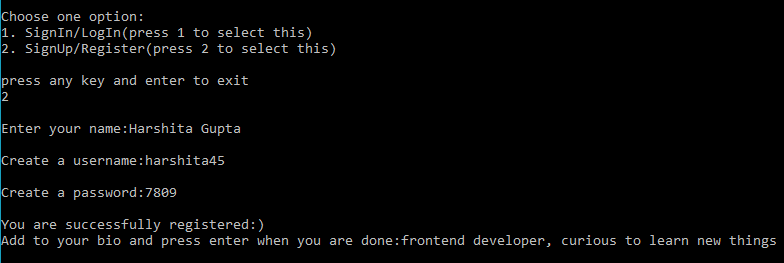 Choose one option:
1. SignIn/LogIn(press 1 to select this)
2. SignUp/Register(press 2 to select this)
press any key and enter to exit
2
Enter your name:Harshita Gupta
Create a username:harshita45
Create a password:7809
You are successfully registered:)
Add to your bio and press enter when you are done:frontend developer, curious to learn new things